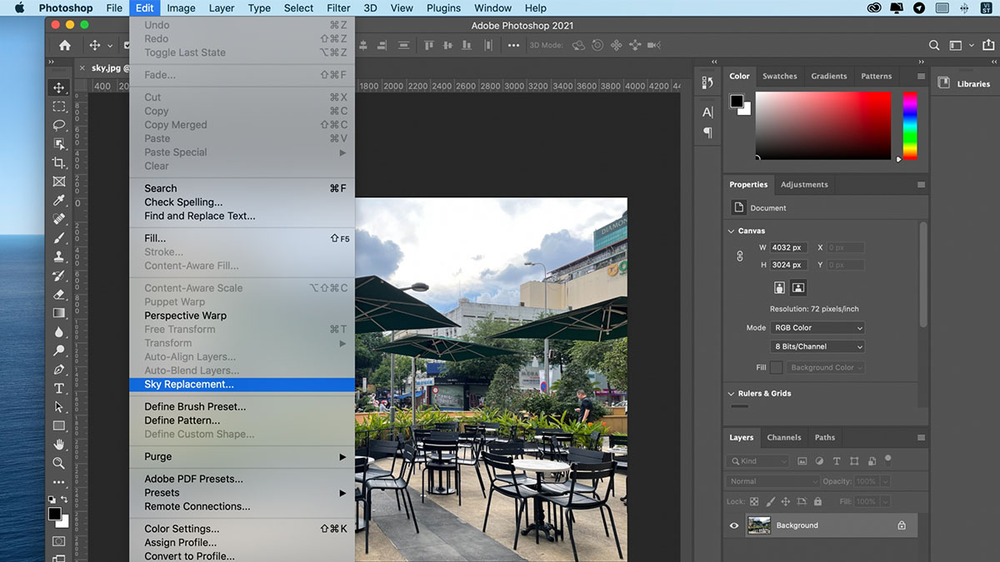 Photoshop File Edit Image Layer Type Select Filter 3D View Plugins Window Help
Adobe Photoshop 2021
3D Mode:
sky.jpg @
400 20
1800 2000 2200 2400 2600 2800 3000 3200 3400 3600 3800 4000 4200 44
Undo ⌘Z
Redo ⇧⌘Z
Toggle Last State ⌥⇧⌘Z
Fade... ⇧⌘F
Cut ⌘X
Copy ⌘C
Copy Merged ⇧⌘C
Paste ⌘V
Paste Special
Clear
Search ⌘F
Check Spelling...
Find and Replace Text...
Fill... ⇧F5
Stroke...
Content-Aware Fill...
Content-Aware Scale ⌥⇧⌘C
Puppet Warp
Perspective Warp
Free Transform ⌘T
Transform
Auto-Align Layers...
Auto-Blend Layers...
Sky Replacement...
Define Brush Preset...
Define Pattern...
Define Custom Shape...
Purge
Adobe PDF Presets...
Presets
Remote Connections...
Color Settings... ⇧⌘K
Assign Profile...
Convert to Profile...
DIAMON
Color Swatches Gradients Patterns
Libraries
Properties Adjustments
Document
Canvas
W 4032 px X 0 px
H 3024 px Y 0 px
Resolution: 72 pixels/inch
Mode RGB Color
8 Bits/Channel
Fill Background Color
Rulers & Grids
Layers Channels Paths
Kind
Normal Opacity: 100%
Lock: Fill: 100%
Background